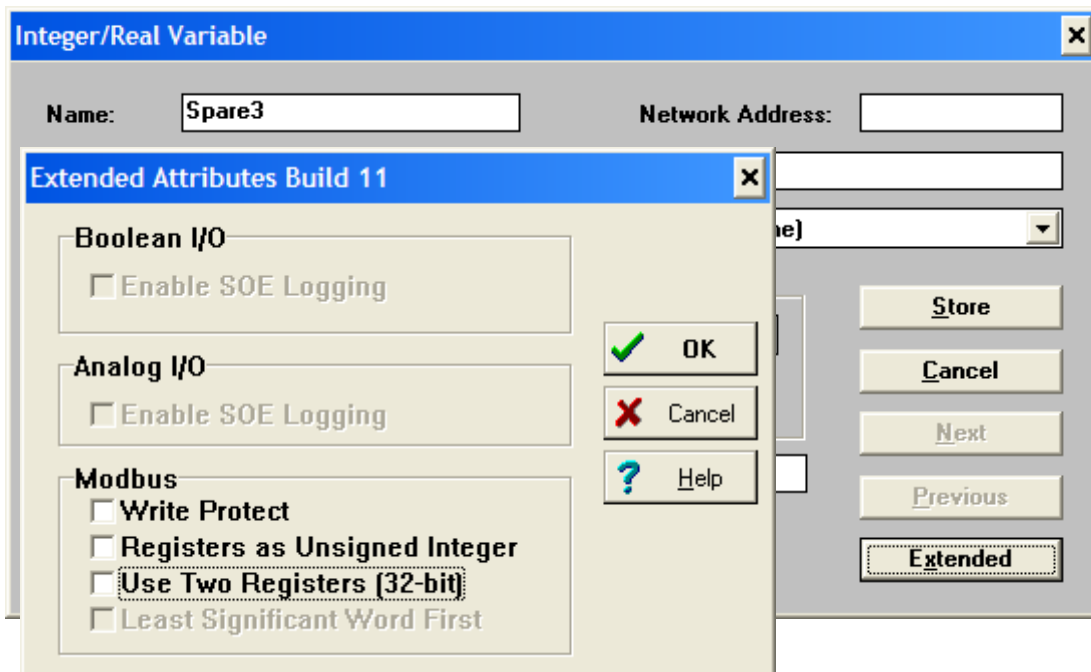 Integer/Real Variable
Name: Spare3 Network Address:
Extended Attributes Build 11
Boolean I/O
Enable SOE Logging
Analog I/O
Enable SOE Logging
Modbus
Write Protect
Registers as Unsigned Integer
Use Two Registers (32-bit)
Least Significant Word First
OK
Cancel
Help
Store
Cancel
Next
Previous
Extended